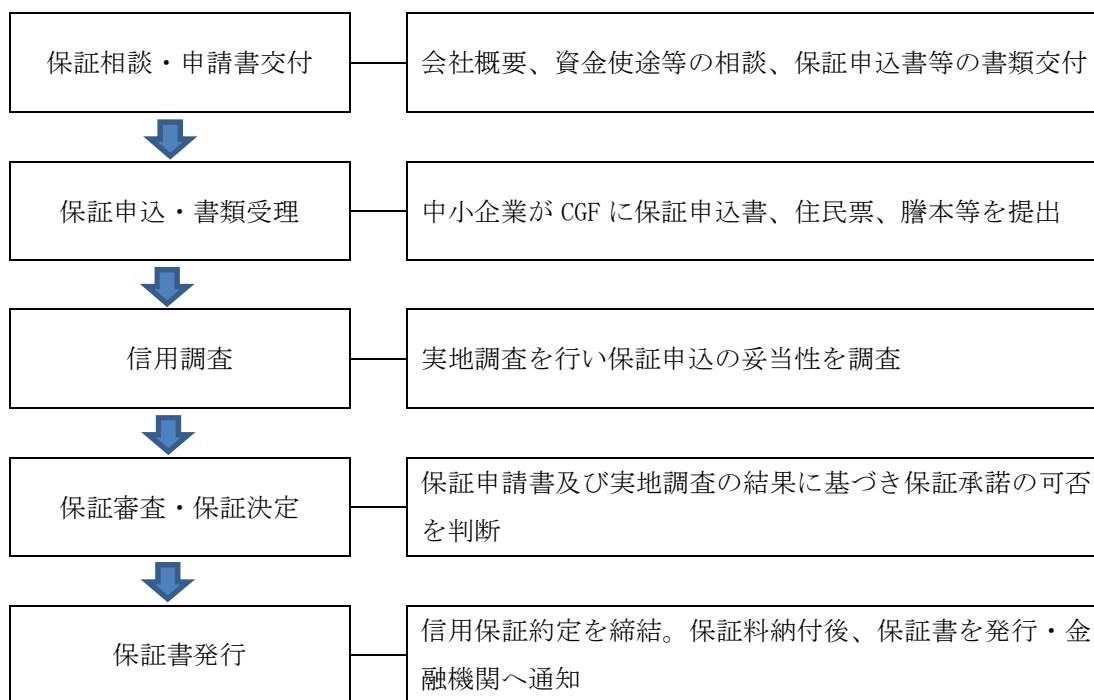 保証相談・申請書交付
会社概要、資金使途等の相談、保証申込書等の書類交付
保証申込・書類受理
中小企業が CGF に保証申込書、住民票、謄本等を提出
信用調査
実地調査を行い保証申込の妥当性を調査
保証審査・保証決定
保証申請書及び実地調査の結果に基づき保証承諾の可否
を判断
保証書発行
信用保証約定を締結。保証料納付後、保証書を発行・金
融機関へ通知